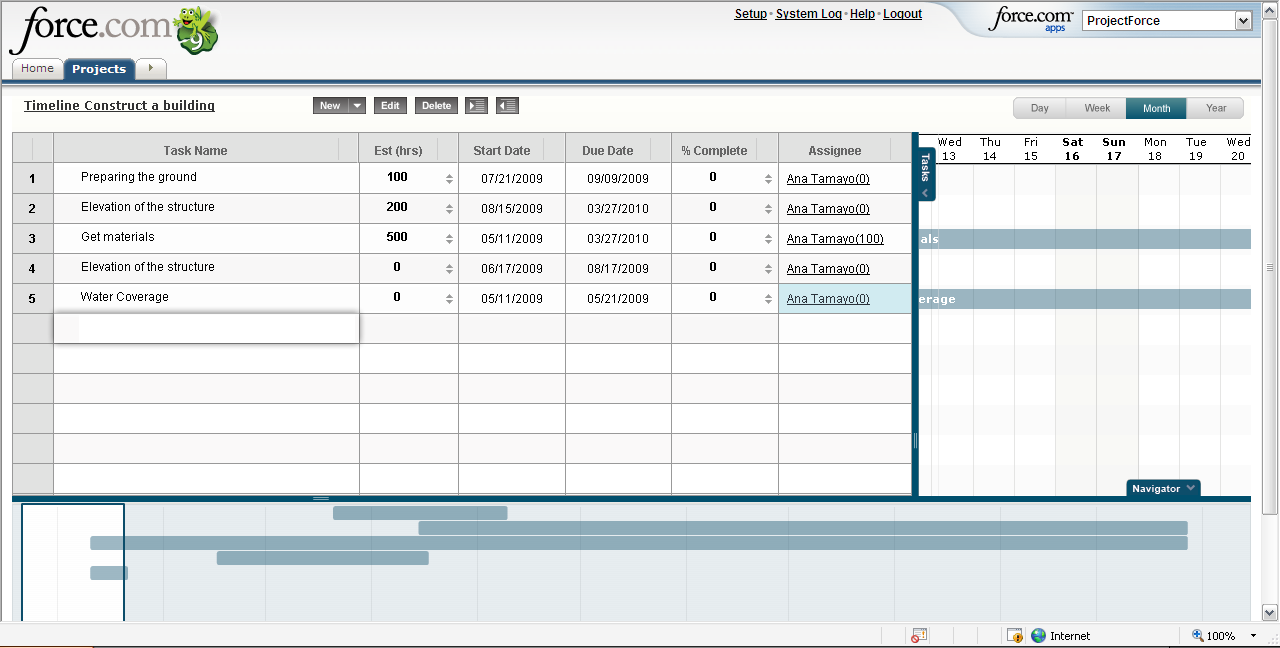 force.com 9
Setup · System Log · Help · Logout
force.com apps
ProjectForce
Home Projects
Timeline Construct a building
New Edit Delete
Day Week Month Year
Task Name Est (hrs) Start Date Due Date % Complete Assignee
Wed Thu Fri Sat Sun Mon Tue Wed
13 14 15 16 17 18 19 20
Tasks
1 Preparing the ground 100 07/21/2009 09/09/2009 0 Ana Tamayo(0)
2 Elevation of the structure 200 08/15/2009 03/27/2010 0 Ana Tamayo(0)
3 Get materials 500 05/11/2009 03/27/2010 0 Ana Tamayo(100) als
4 Elevation of the structure 0 06/17/2009 08/17/2009 0 Ana Tamayo(0)
5 Water Coverage 0 05/11/2009 05/21/2009 0 Ana Tamayo(0) erage
Navigator
Internet 100%